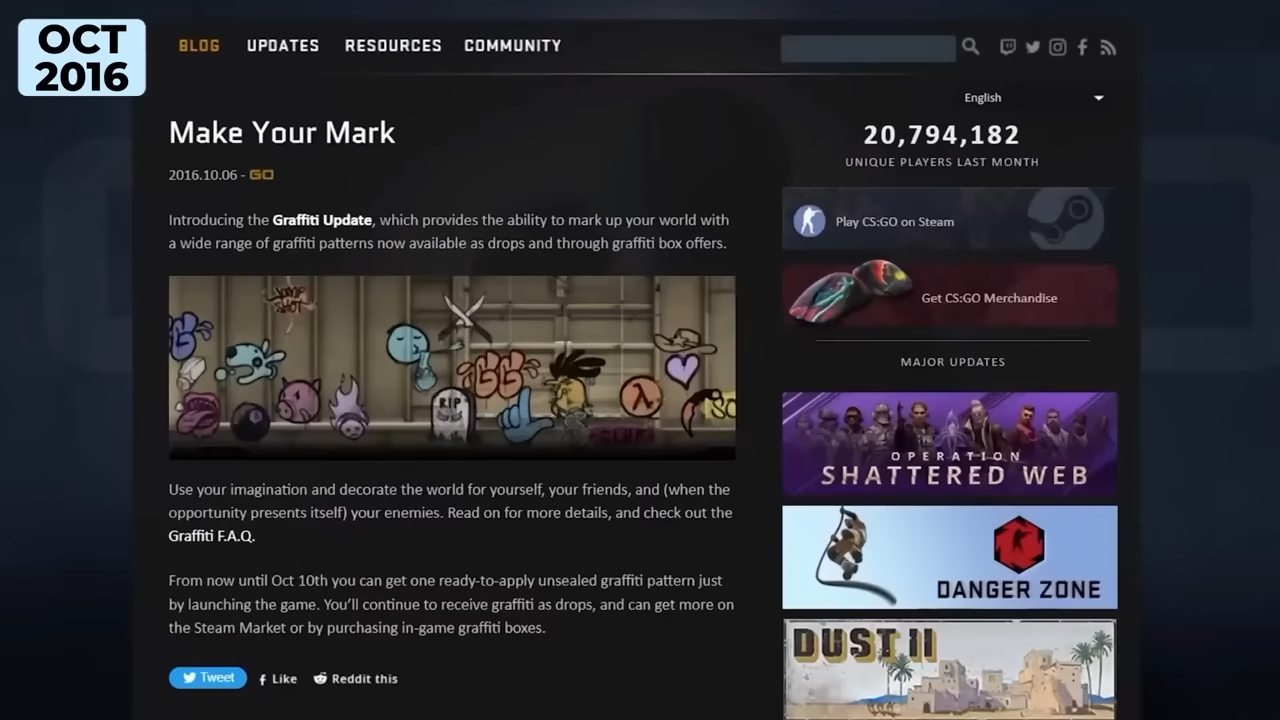 OCT
2016
BLOG UPDATES RESOURCES COMMUNITY
English
Make Your Mark
2016.10.06 - GO
Introducing the Graffiti Update, which provides the ability to mark up your world with
a wide range of graffiti patterns now available as drops and through graffiti box offers.
JUMP
SHOT
GG
RIP
λ
Use your imagination and decorate the world for yourself, your friends, and (when the
opportunity presents itself) your enemies. Read on for more details, and check out the
Graffiti F.A.Q.
From now until Oct 10th you can get one ready-to-apply unsealed graffiti pattern just
by launching the game. You’ll continue to receive graffiti as drops, and can get more on
the Steam Market or by purchasing in-game graffiti boxes.
Tweet Like Reddit this
20,794,182
UNIQUE PLAYERS LAST MONTH
Play CS:GO on Steam
Get CS:GO Merchandise
MAJOR UPDATES
OPERATION
SHATTERED WEB
DANGER ZONE
DUST II